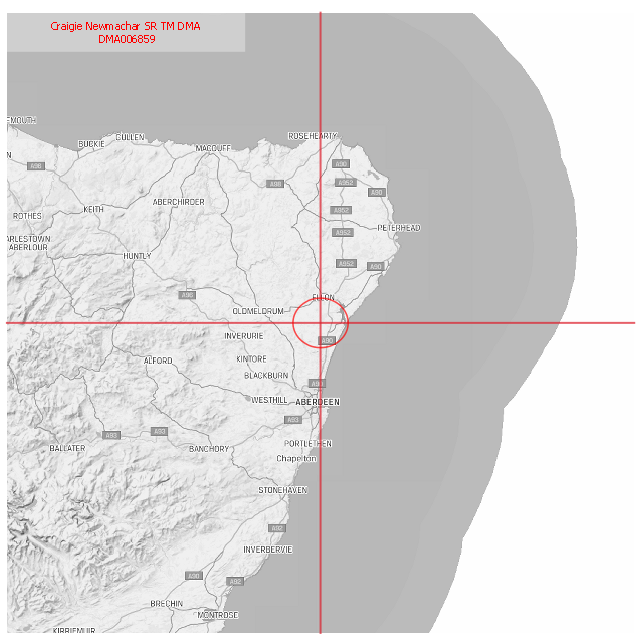 Craigie Newmachar SR TM DMA
DMA006859
EMOUTH
CULLEN
BUCKIE
MACDUFF
ROSEHEARTY
N
A96
A90
A98
A952
A90
KEITH
ABERCHIRDER
ROTHES
A952
PETERHEAD
A952
ARLESTOWN
ABERLOUR
HUNTLY
A952
A90
A96
ELLON
OLDMELDRUM
INVERURIE
A90
ALFORD
KINTORE
BLACKBURN
A90
WESTHILL
ABERDEEN
A93
A93
A93
PORTLETHEN
BALLATER
BANCHORY
Chapelton
STONEHAVEN
A92
INVERBERVIE
A90
A92
BRECHIN
MONTROSE
KIRRIEMUIR